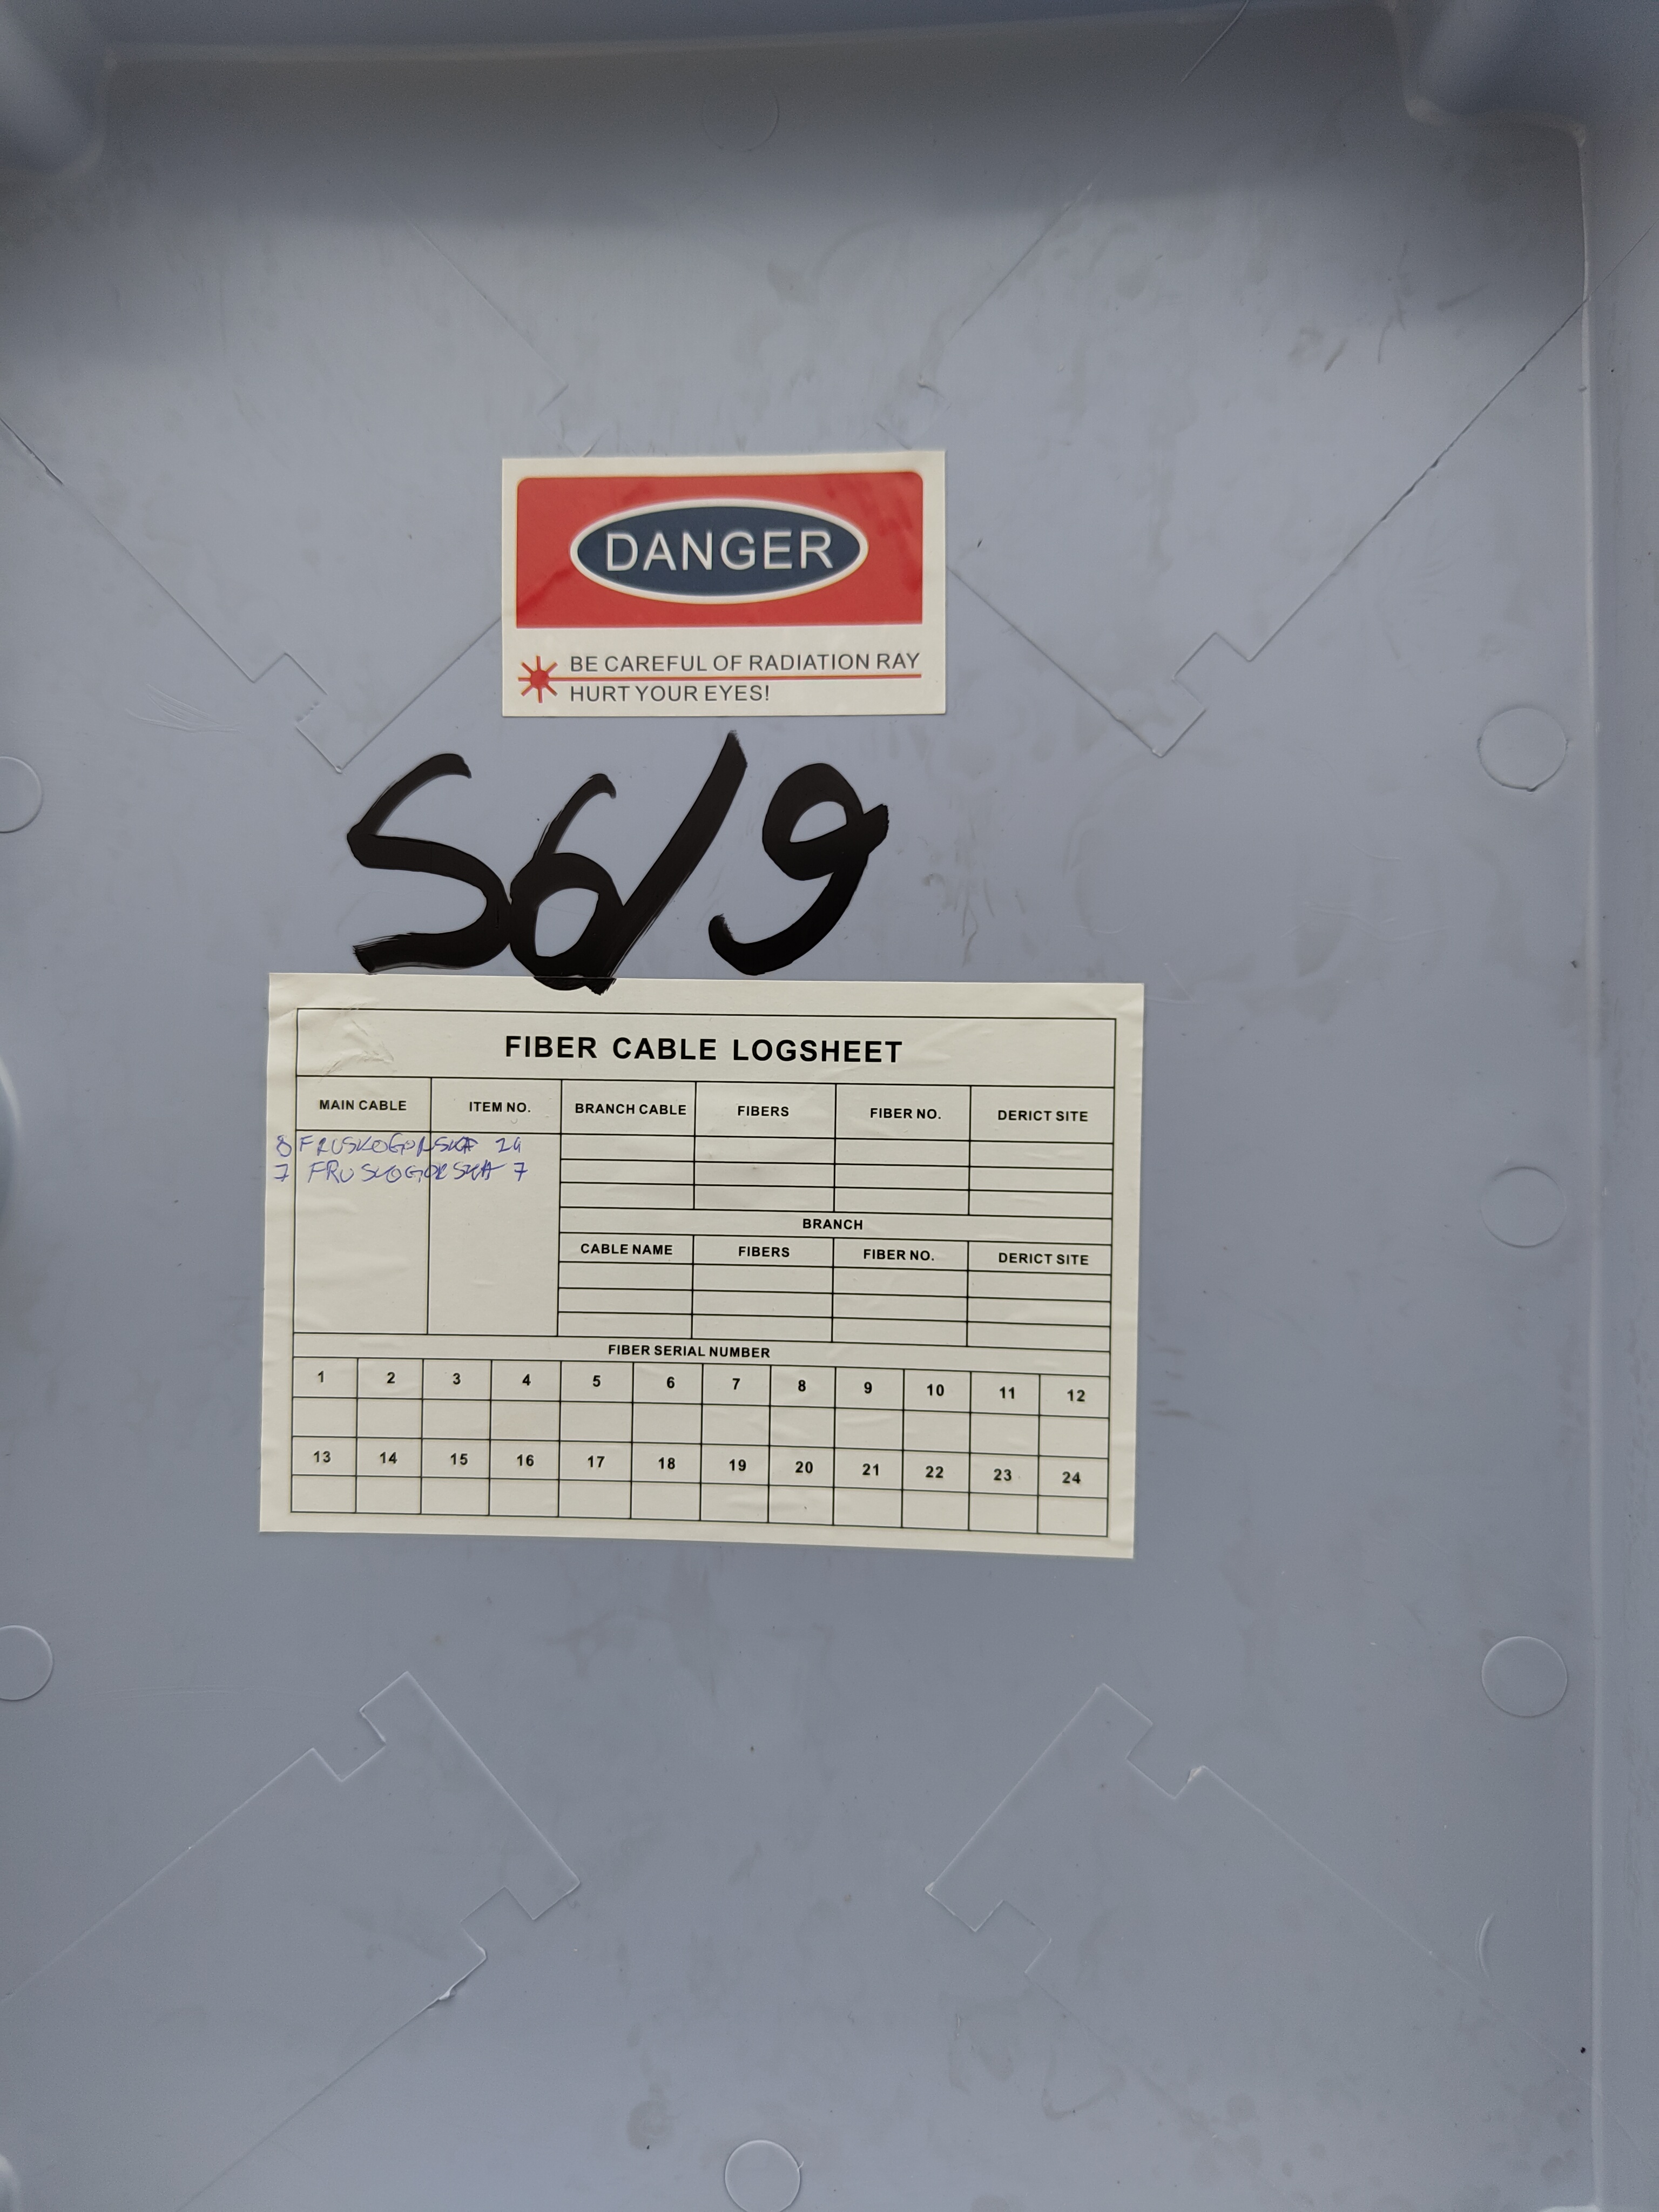 DANGER
BE CAREFUL OF RADIATION RAY
HURT YOUR EYES!
S6/9
FIBER CABLE LOGSHEET
MAIN CABLE ITEM NO. BRANCH CABLE FIBERS FIBER NO. DERICT SITE
8 FRUSKOGORSKA 24
7 FRUSKOGORSKA 7
BRANCH
CABLE NAME FIBERS FIBER NO. DERICT SITE
FIBER SERIAL NUMBER
1 2 3 4 5 6 7 8 9 10 11 12
13 14 15 16 17 18 19 20 21 22 23 24